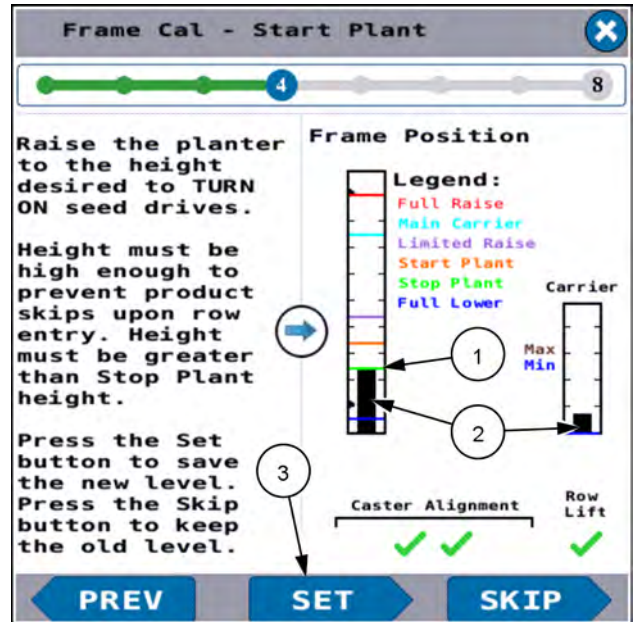 Frame Cal - Start Plant
4
8
Raise the planter
to the height
desired to TURN
ON seed drives.
Height must be
high enough to
prevent product
skips upon row
entry. Height
must be greater
than Stop Plant
height.
Press the Set
button to save
the new level.
Press the Skip
button to keep
the old level.
Frame Position
Legend:
Full Raise
Main Carrier
Limited Raise
Start Plant
Stop Plant
Full Lower
Carrier
Max
Min
1
2
3
Caster Alignment
Row
Lift
PREV
SET
SKIP